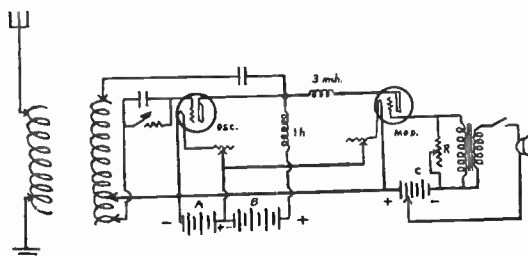 3 mh.
OSC.
1h
MOD.
R
C
A
B
- + - +
+ -